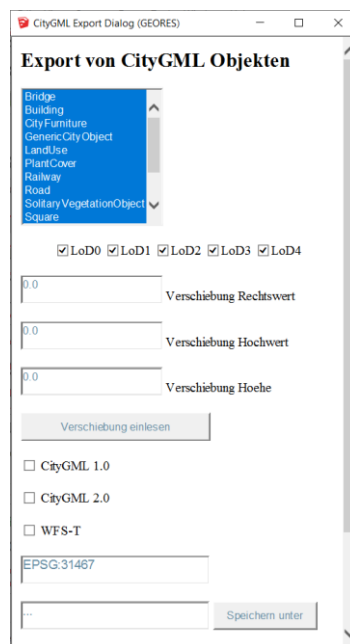 CityGML Export Dialog (GEORES)
Export von CityGML Objekten
Bridge
Building
CityFurniture
GenericCityObject
LandUse
PlantCover
Railway
Road
SolitaryVegetationObject
Square
LoD0 LoD1 LoD2 LoD3 LoD4
0.0 Verschiebung Rechtswert
0.0 Verschiebung Hochwert
0.0 Verschiebung Hoehe
Verschiebung einlesen
CityGML 1.0
CityGML 2.0
WFS-T
EPSG:31467
... Speichern unter